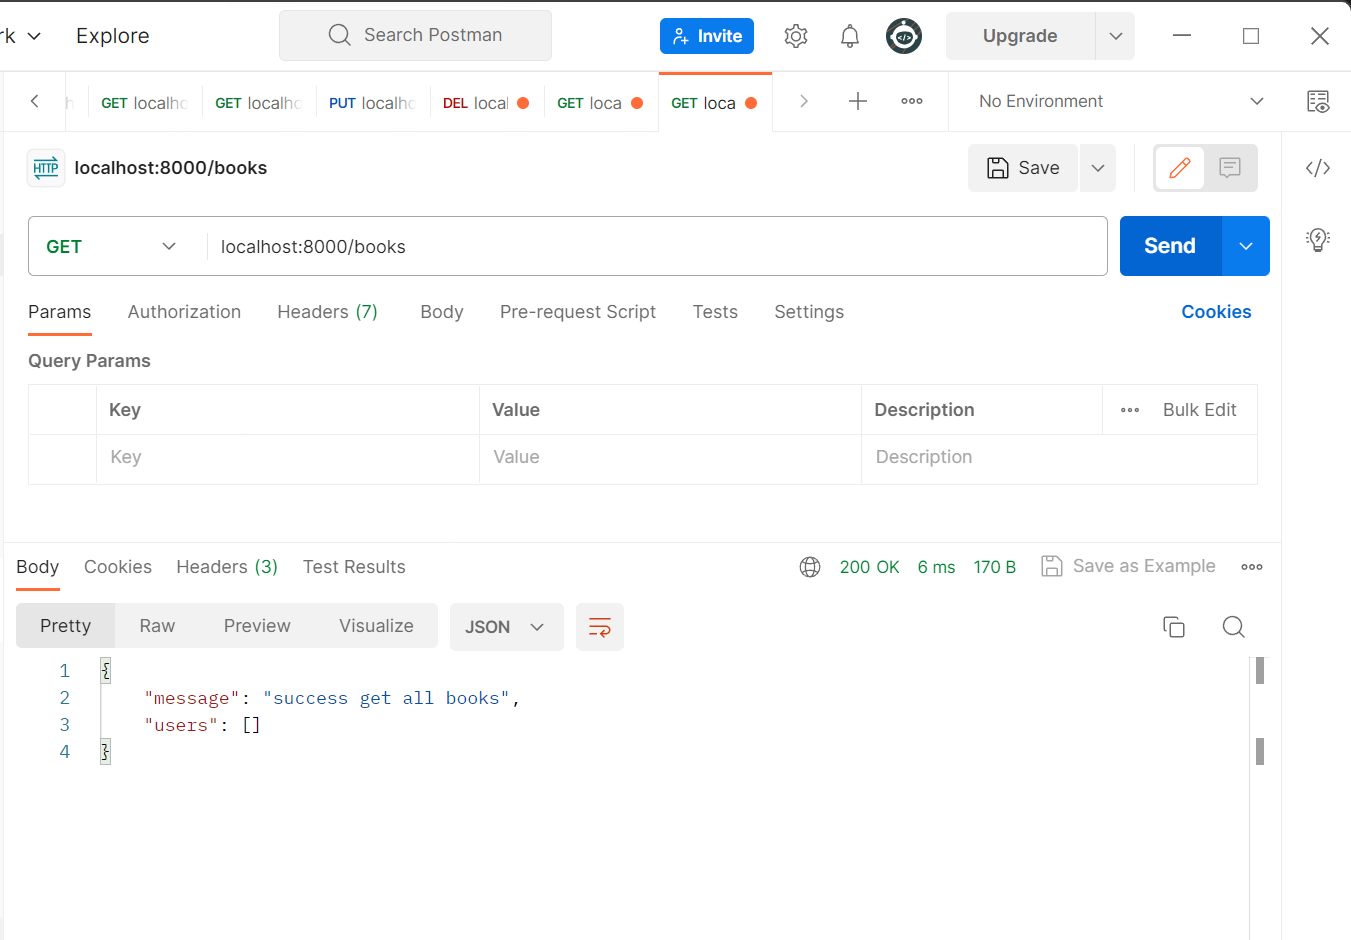 rk Explore Search Postman Invite Upgrade
GET localhc GET localhc PUT localhc DEL local GET loca GET loca No Environment
HTTP localhost:8000/books Save
GET localhost:8000/books Send
Params Authorization Headers (7) Body Pre-request Script Tests Settings Cookies
Query Params
Key Value Description Bulk Edit
Key Value Description
Body Cookies Headers (3) Test Results 200 OK 6 ms 170 B Save as Example
Pretty Raw Preview Visualize JSON
1 {
2 "message": "success get all books",
3 "users": []
4 }